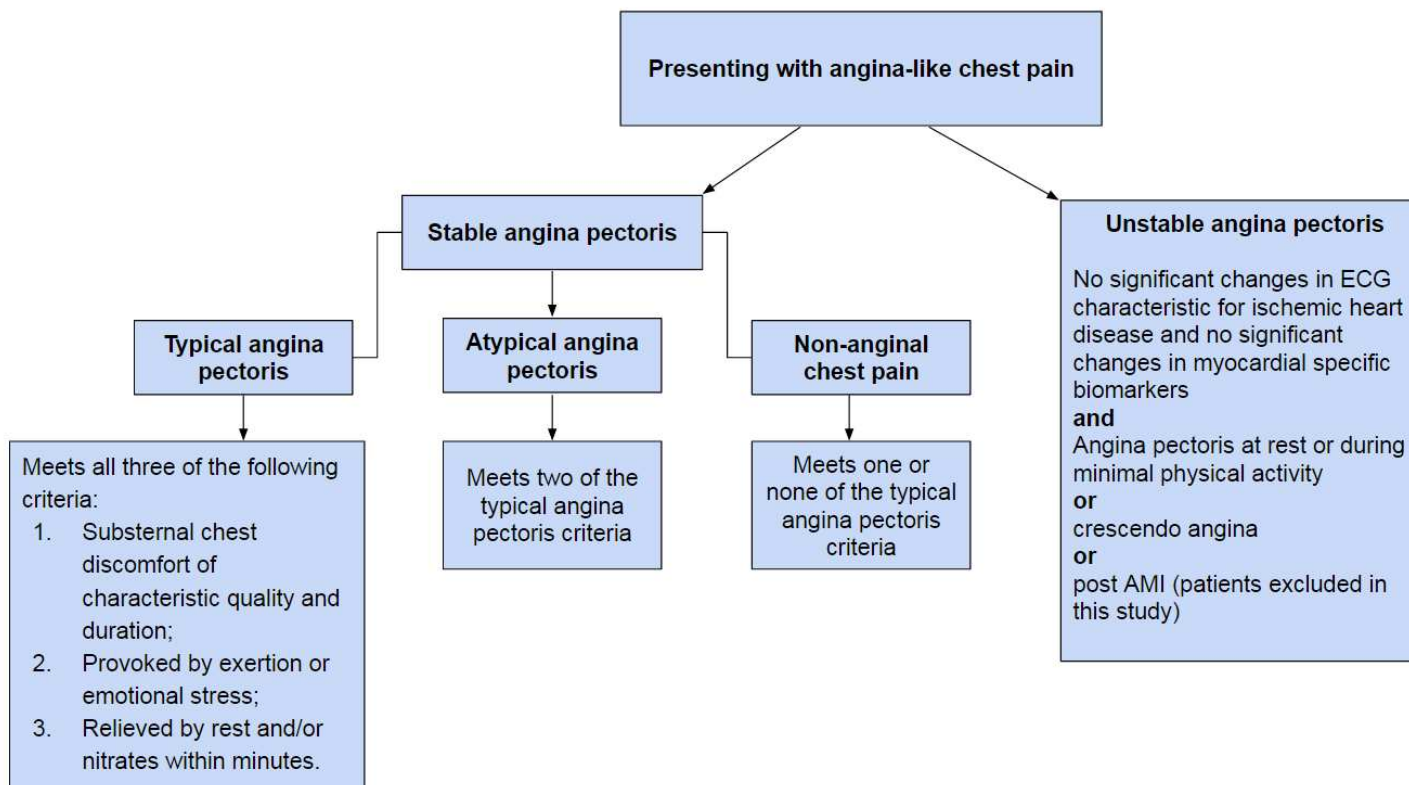 Presenting with angina-like chest pain
Stable angina pectoris
Typical angina
pectoris
Meets all three of the following
criteria:
1. Substernal chest
discomfort of
characteristic quality and
duration;
2. Provoked by exertion or
emotional stress;
3. Relieved by rest and/or
nitrates within minutes.
Atypical angina
pectoris
Meets two of the
typical angina
pectoris criteria
Non-anginal
chest pain
Meets one or
none of the typical
angina pectoris
criteria
Unstable angina pectoris
No significant changes in ECG
characteristic for ischemic heart
disease and no significant
changes in myocardial specific
biomarkers
and
Angina pectoris at rest or during
minimal physical activity
or
crescendo angina
or
post AMI (patients excluded in
this study)